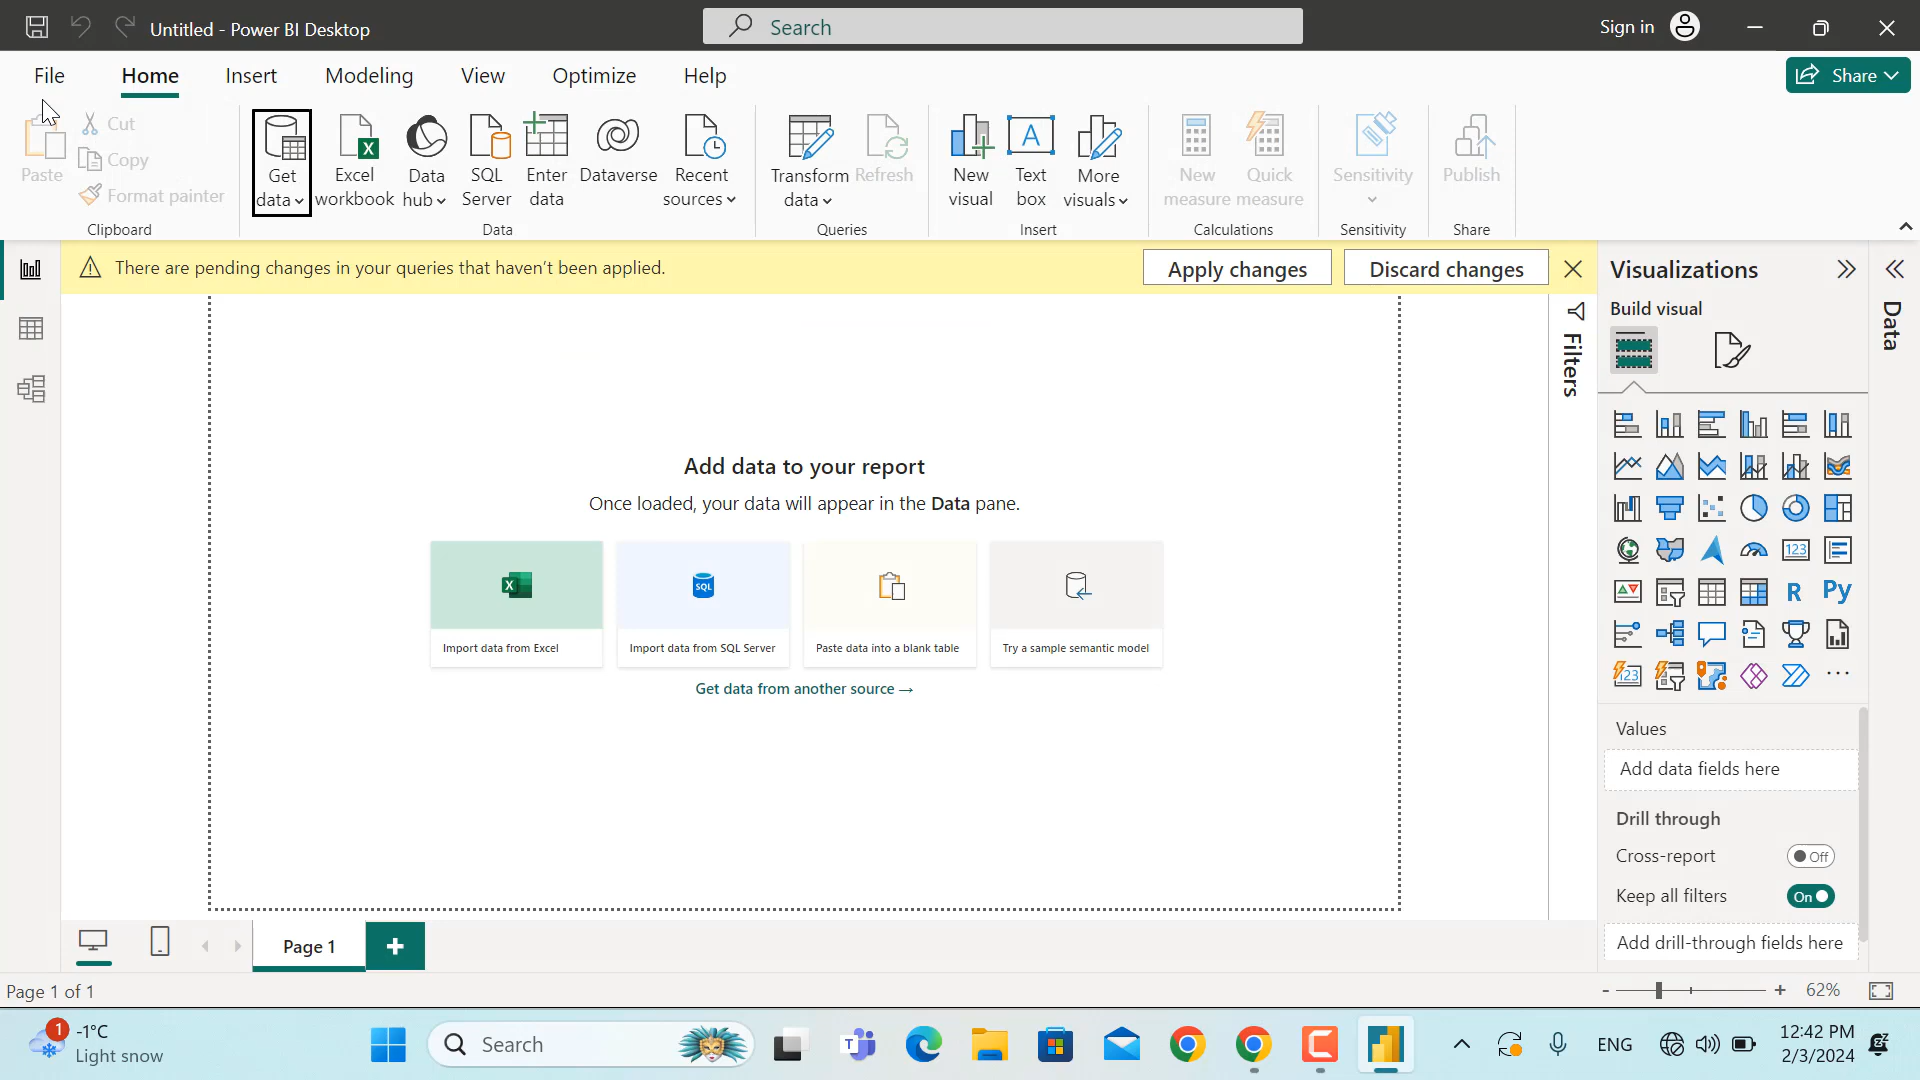 Untitled - Power BI Desktop
Search
Sign in
File
Home
Insert
Modeling
View
Optimize
Help
Share
Paste
Cut
Copy
Format painter
Clipboard
Get data
Excel workbook
Data hub
SQL Server
Enter data
Dataverse
Recent sources
Data
Transform data
Refresh
Queries
New visual
Text box
More visuals
Insert
New measure
Quick measure
Calculations
Sensitivity
Sensitivity
Publish
Share
There are pending changes in your queries that haven't been applied.
Apply changes
Discard changes
Filters
Visualizations
Data
Build visual
Add data to your report
Once loaded, your data will appear in the Data pane.
SQL
Import data from Excel
Import data from SQL Server
Paste data into a blank table
Try a sample semantic model
Get data from another source →
123
R
Py
123
Values
Add data fields here
Drill through
Cross-report
Off
Keep all filters
On
Add drill-through fields here
Page 1
Page 1 of 1
62%
1
-1°C
Light snow
Search
ENG
12:42 PM
2/3/2024